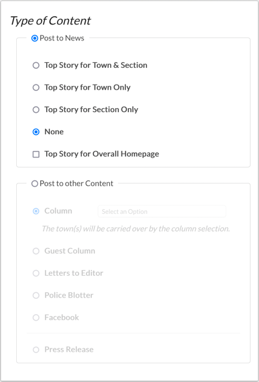 Type of Content
Post to News
Top Story for Town & Section
Top Story for Town Only
Top Story for Section Only
None
Top Story for Overall Homepage
Post to other Content
Column
Select an Option
The town(s) will be carried over by the column selection.
Guest Column
Letters to Editor
Police Blotter
Facebook
Press Release